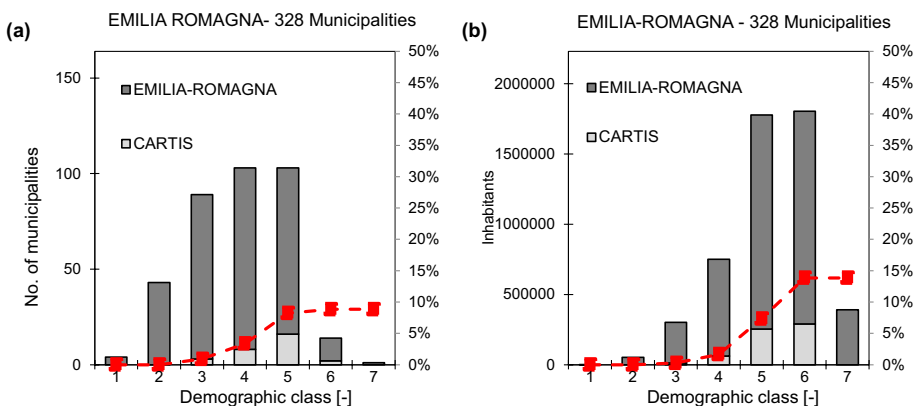 EMILIA ROMAGNA- 328 Municipalities
(a)
150
100
50
0
No. of municipalities
EMILIA-ROMAGNA
CARTIS
50%
45%
40%
35%
30%
25%
20%
15%
10%
5%
0%
1 2 3 4 5 6 7
Demographic class [-]
EMILIA-ROMAGNA - 328 Municipalities
(b)
2000000
1500000
1000000
500000
0
Inhabitants
EMILIA-ROMAGNA
CARTIS
50%
45%
40%
35%
30%
25%
20%
15%
10%
5%
0%
1 2 3 4 5 6 7
Demographic class [-]